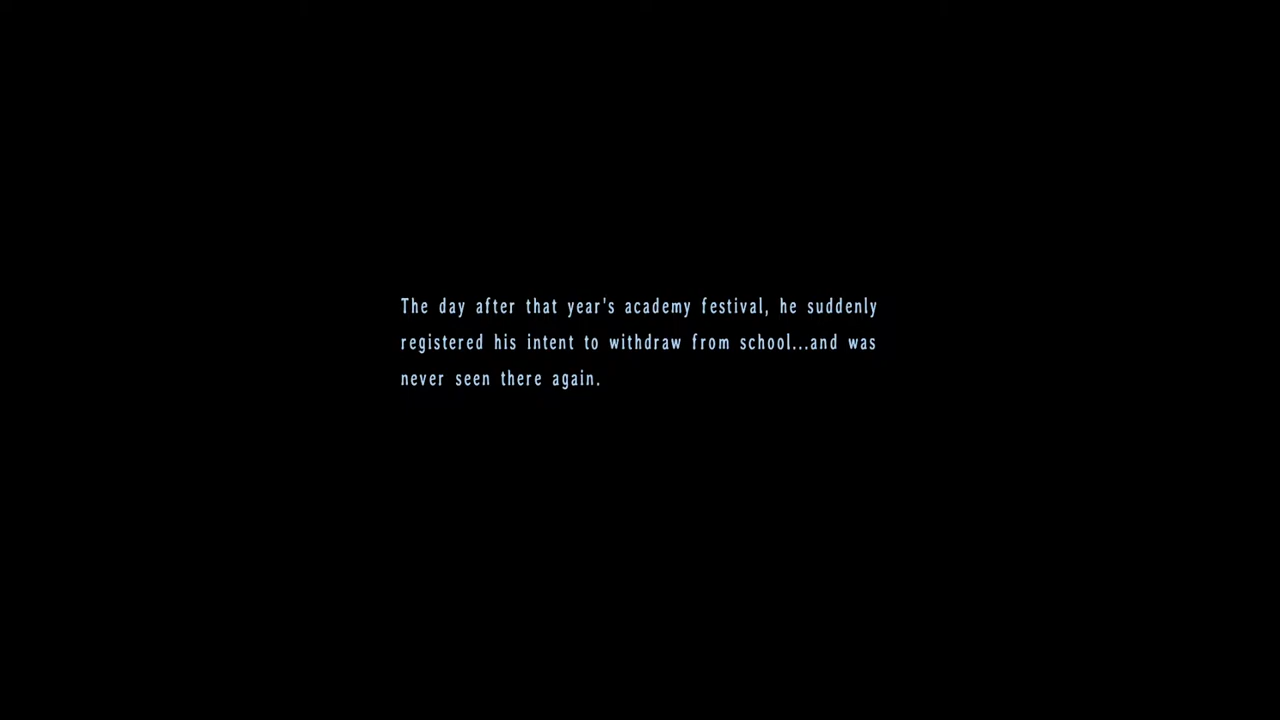 The day after that year's academy festival, he suddenly
registered his intent to withdraw from school...and was
never seen there again.